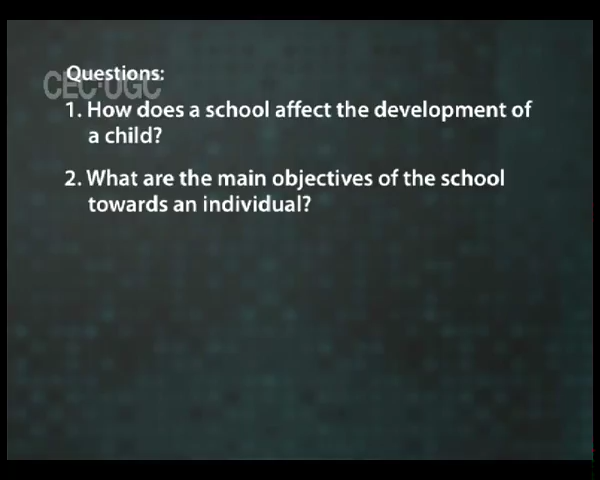 CEC-UGC
Questions:
1. How does a school affect the development of
a child?
2. What are the main objectives of the school
towards an individual?